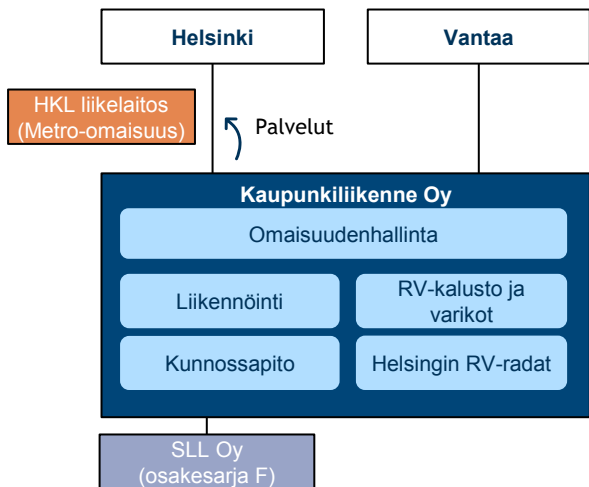 Helsinki
Vantaa
HKL liikelaitos
(Metro-omaisuus)
Palvelut
Kaupunkiliikenne Oy
Omaisuudenhallinta
Liikennöinti
RV-kalusto ja
varikot
Kunnossapito
Helsingin RV-radat
SLL Oy
(osakesarja F)